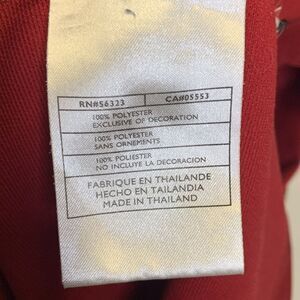 RN#56323 CA#05553
100% POLYESTER
EXCLUSIVE OF DECORATION
100% POLYESTER
SANS ORNEMENTS
100% POLIESTER
NO INCLUYE LA DECORACION
FABRIQUE EN THAILANDE
HECHO EN TAILANDIA
MADE IN THAILAND